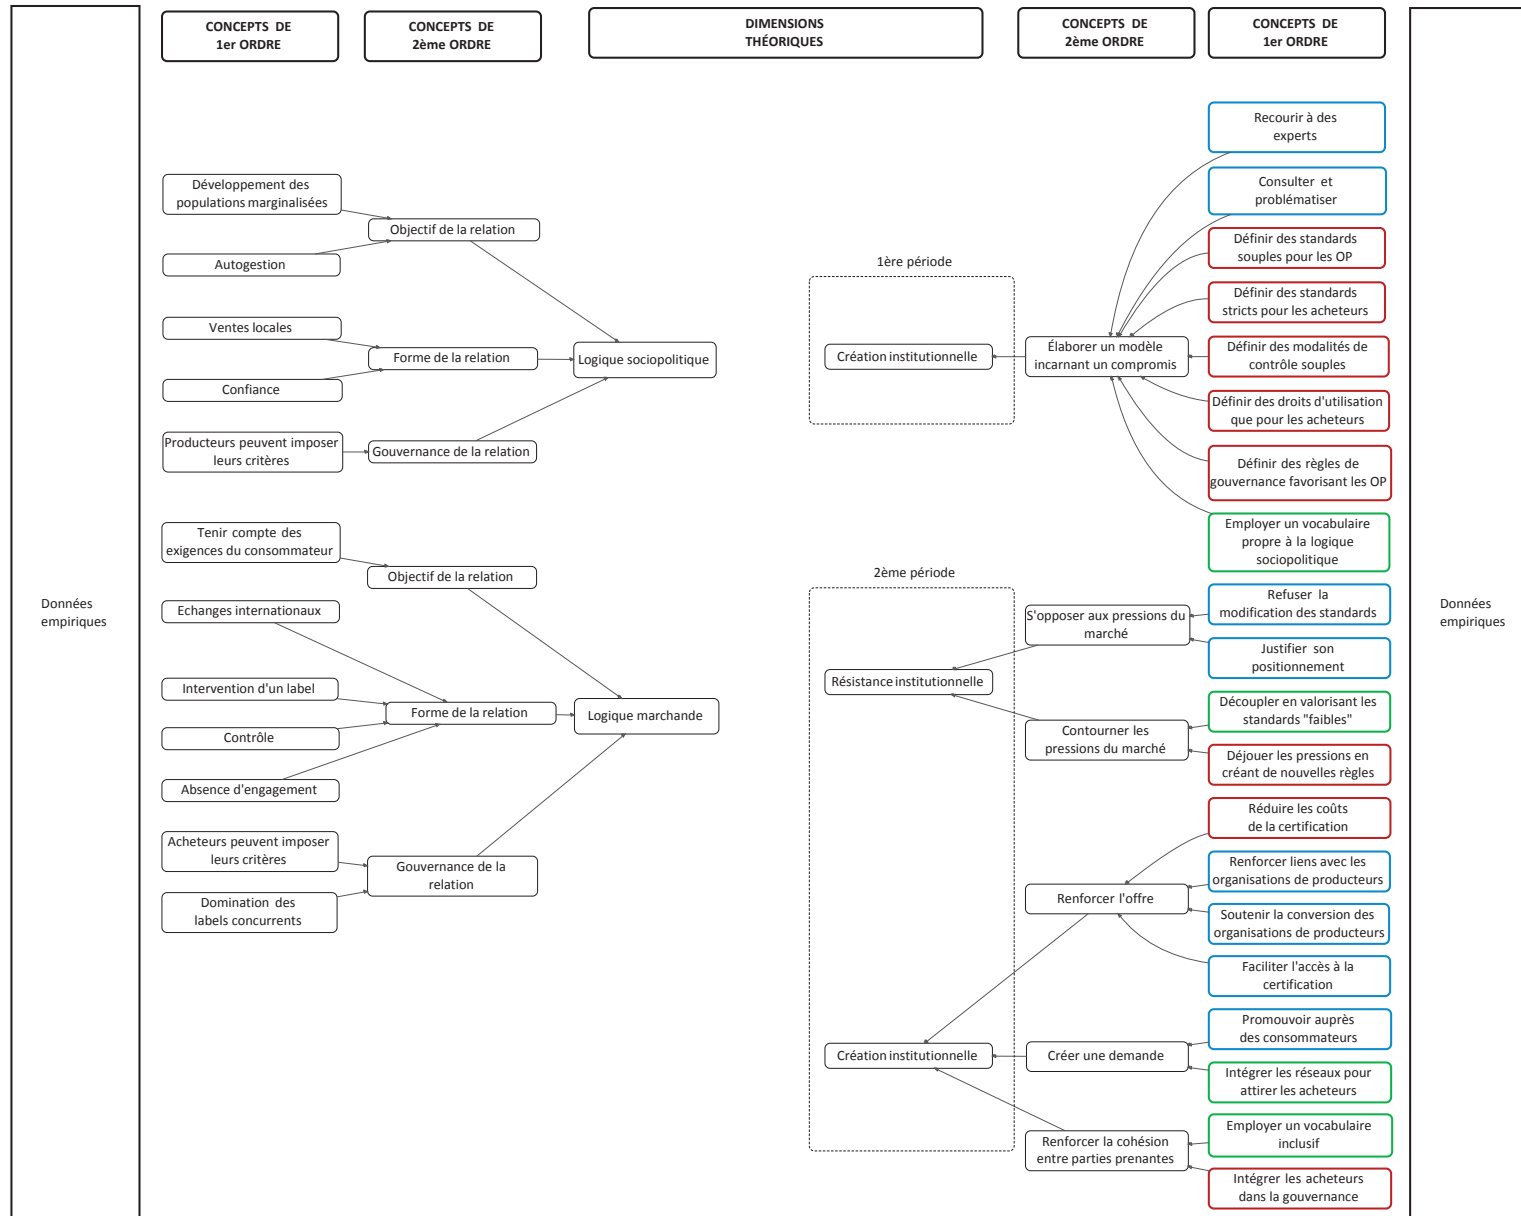 CONCEPTS DE
1er ORDRE
CONCEPTS DE
2ème ORDRE
DIMENSIONS
THÉORIQUES
CONCEPTS DE
2ème ORDRE
CONCEPTS DE
1er ORDRE
Données
empiriques
Développement des
populations marginalisées
Autogestion
Objectif de la relation
Ventes locales
Confiance
Forme de la relation
Logique sociopolitique
Producteurs peuvent imposer
leurs critères
Gouvernance de la relation
Tenir compte des
exigences du consommateur
Objectif de la relation
Echanges internationaux
Intervention d'un label
Contrôle
Absence d'engagement
Forme de la relation
Logique marchande
Acheteurs peuvent imposer
leurs critères
Domination des
labels concurrents
Gouvernance de la
relation
1ère période
Création institutionnelle
Élaborer un modèle
incarnant un compromis
Recourir à des
experts
Consulter et
problématiser
Définir des standards
souples pour les OP
Définir des standards
stricts pour les acheteurs
Définir des modalités de
contrôle souples
Définir des droits d'utilisation
que pour les acheteurs
Définir des règles de
gouvernance favorisant les OP
Employer un vocabulaire
propre à la logique
sociopolitique
2ème période
Résistance institutionnelle
S'opposer aux pressions du
marché
Refuser la
modification des standards
Justifier son
positionnement
Contourner les
pressions du marché
Découpler en valorisant les
standards "faibles"
Déjouer les pressions en
créant de nouvelles règles
Création institutionnelle
Renforcer l'offre
Réduire les coûts
de la certification
Renforcer liens avec les
organisations de producteurs
Soutenir la conversion des
organisations de producteurs
Faciliter l'accès à la
certification
Créer une demande
Promouvoir auprès
des consommateurs
Intégrer les réseaux pour
attirer les acheteurs
Renforcer la cohésion
entre parties prenantes
Employer un vocabulaire
inclusif
Intégrer les acheteurs
dans la gouvernance
Données
empiriques